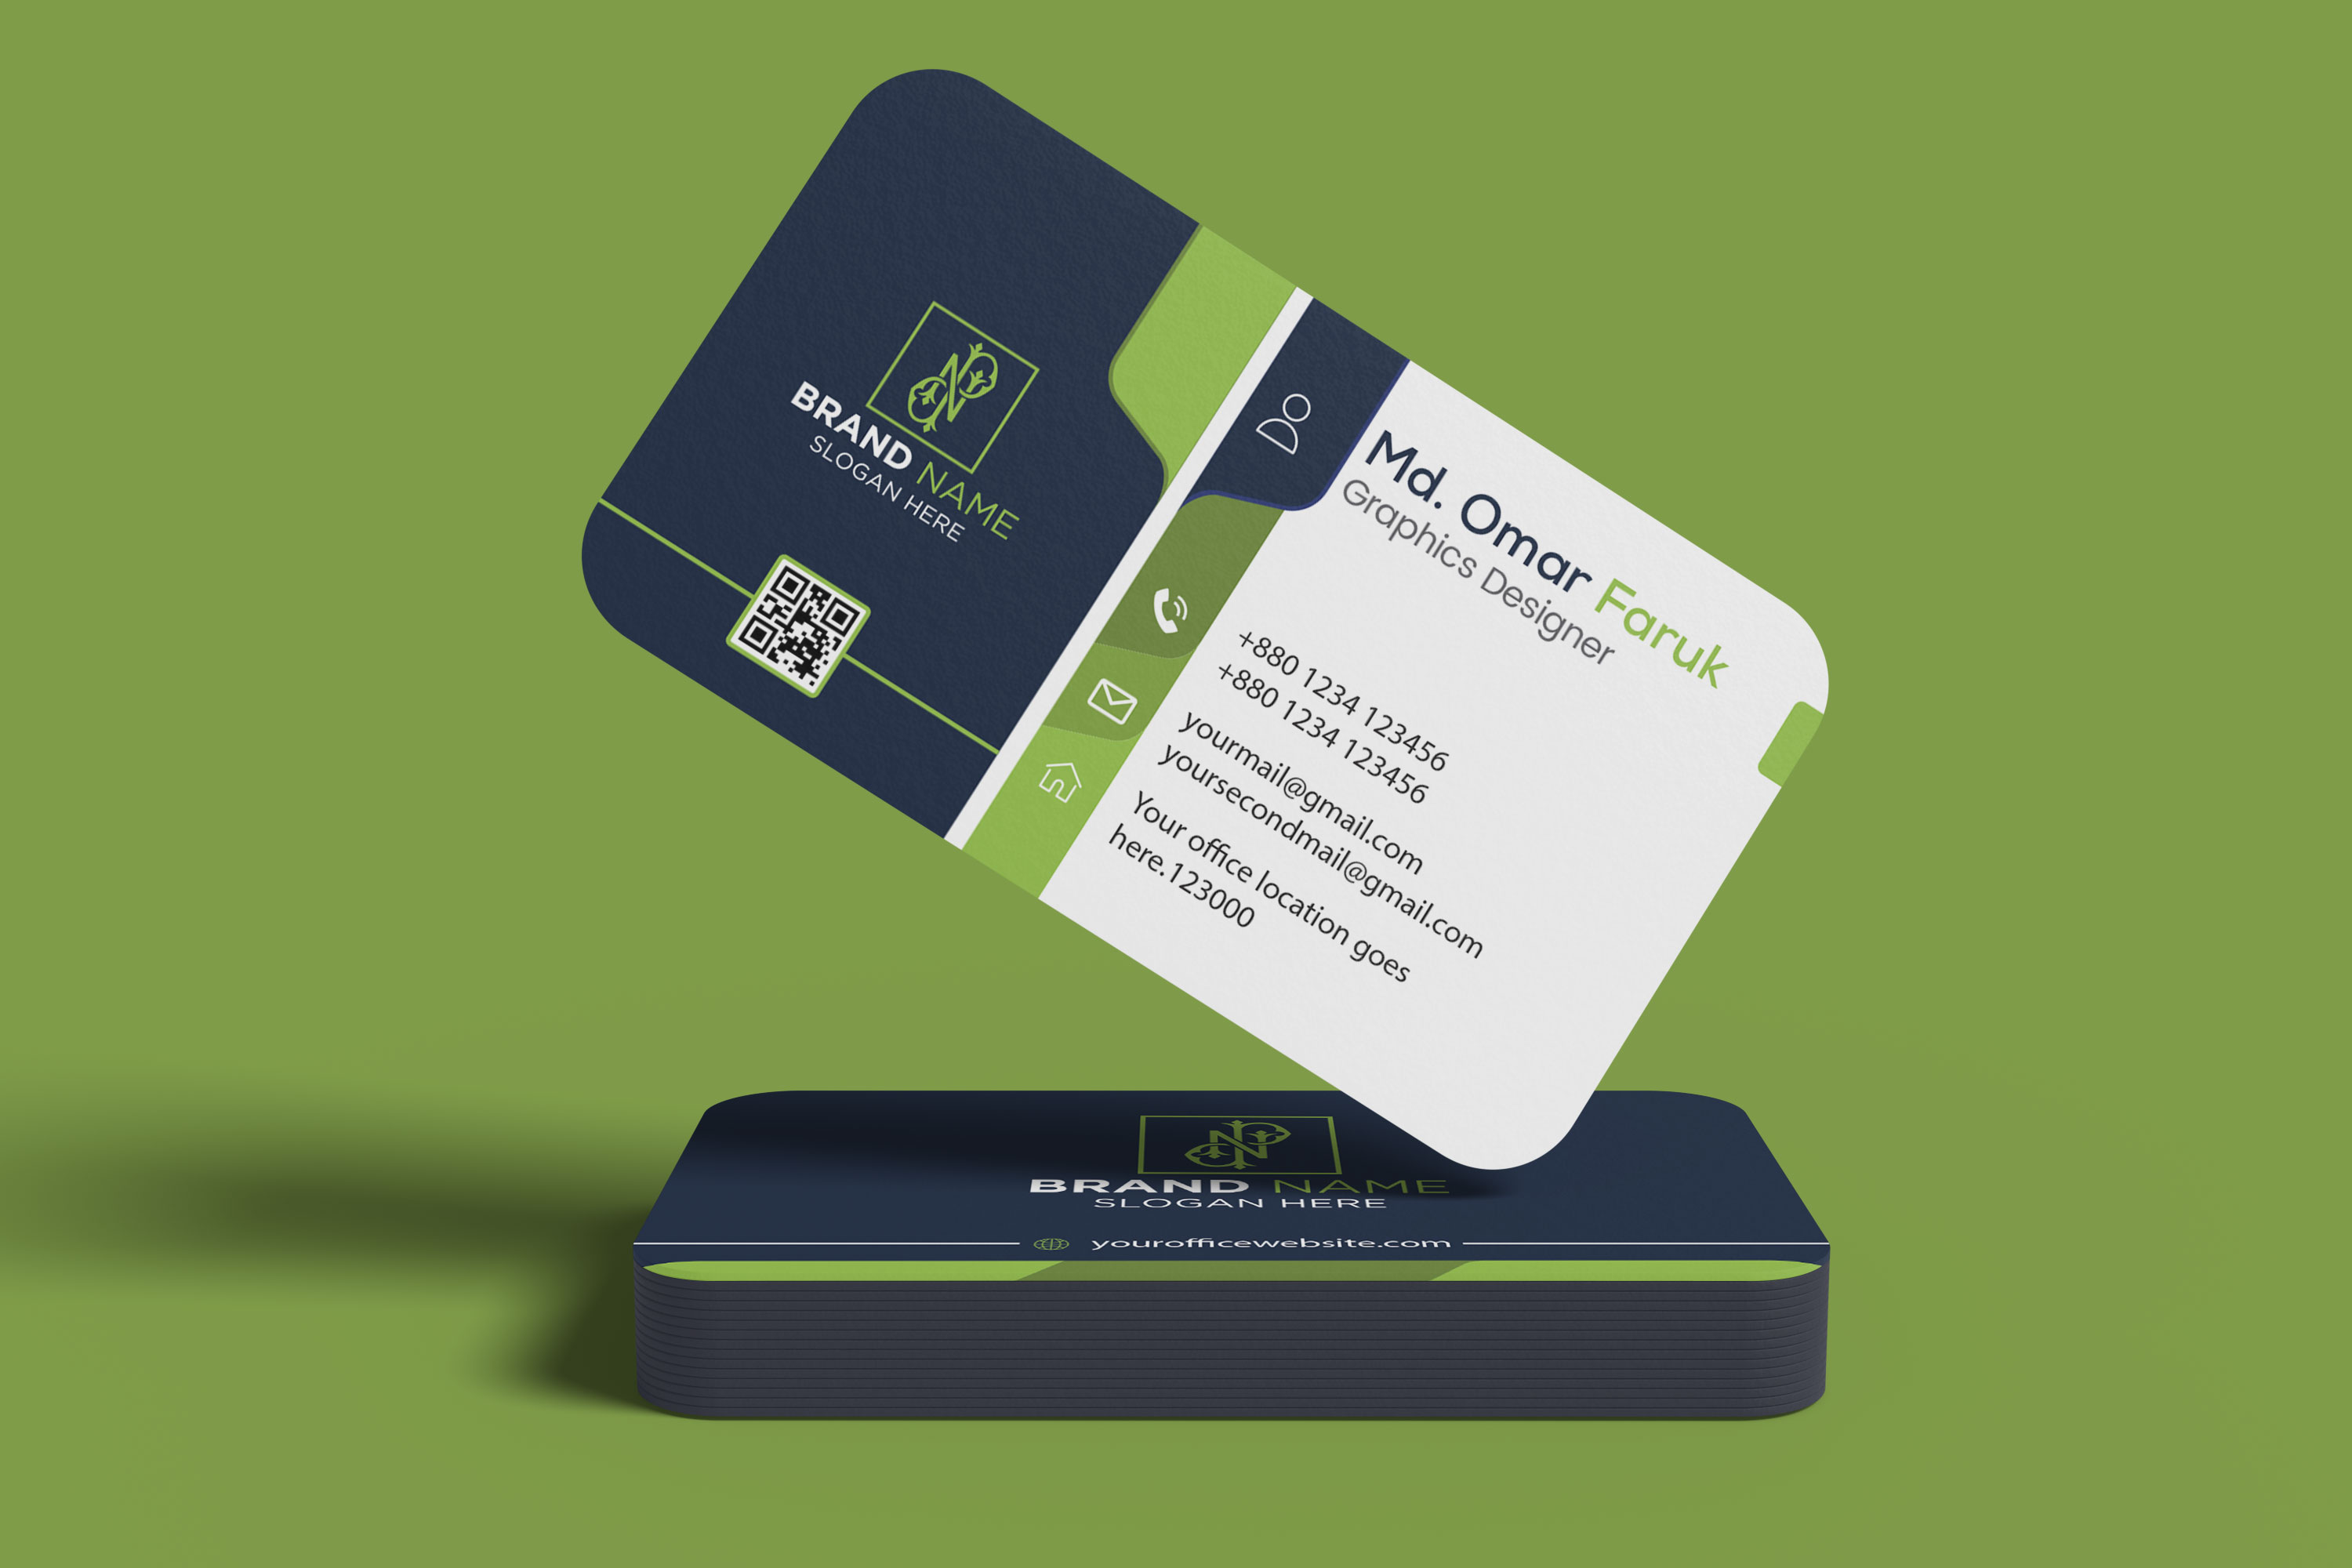 BRAND NAME
SLOGAN HERE
Md. Omar Faruk
Graphics Designer
+880 1234 123456
+880 1234 123456
yourmail@gmail.com
yoursecondmail@gmail.com
Your office location goes
here.123000
BRAND NAME
SLOGAN HERE
yourofficewebsite.com